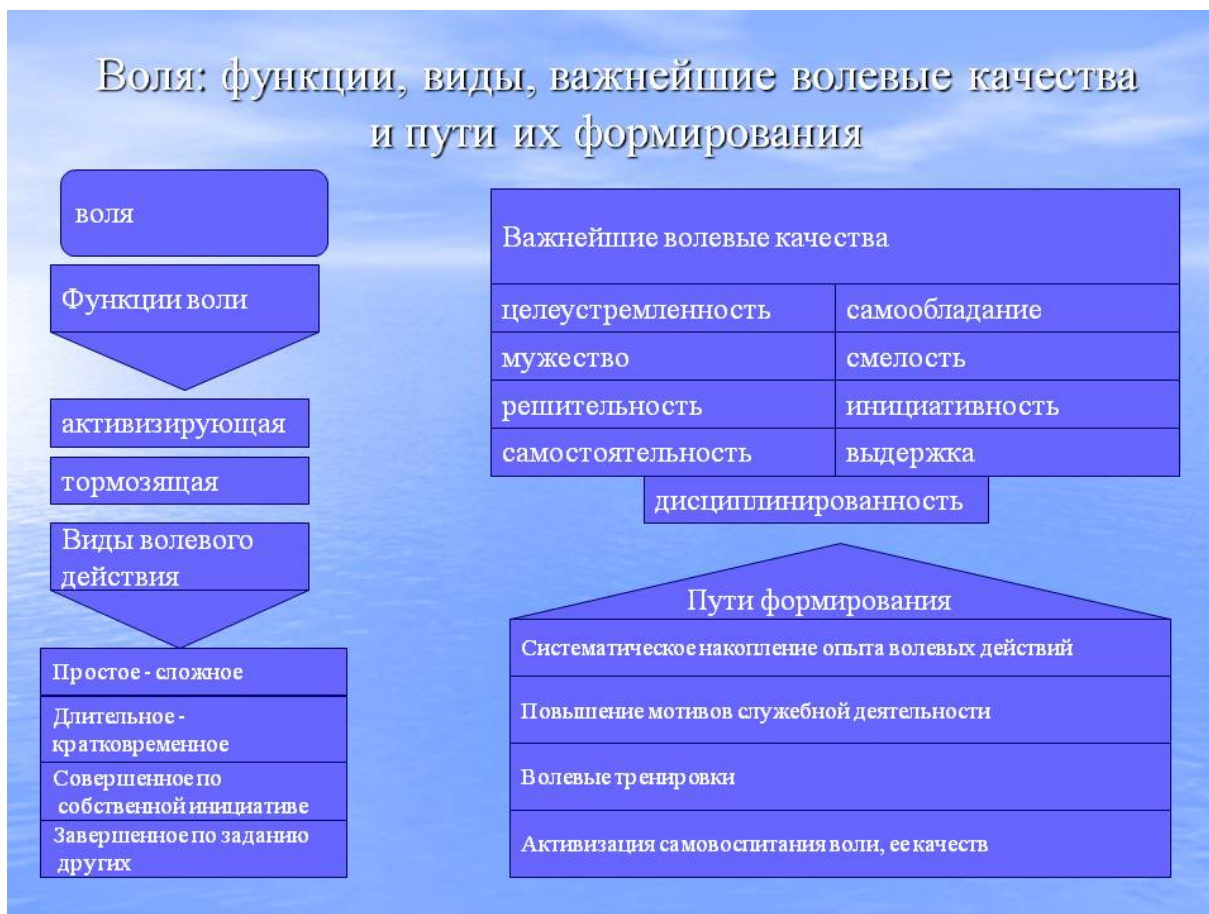 Воля: функции, виды, важнейшие волевые качества
и пути их формирования
воля
Функции воли
активизирующая
тормозящая
Виды волевого
действия
Простое - сложное
Длительное -
кратковременное
Совершенное по
собственной инициативе
Завершенное по заданию
других
Важнейшие волевые качества
целеустремленность
самообладание
мужество
смелость
решительность
инициативность
самостоятельность
выдержка
дисциплинированность
Пути формирования
Систематическое накопление опыта волевых действий
Повышение мотивов служебной деятельности
Волевые тренировки
Активизация самовоспитания воли, ее качеств